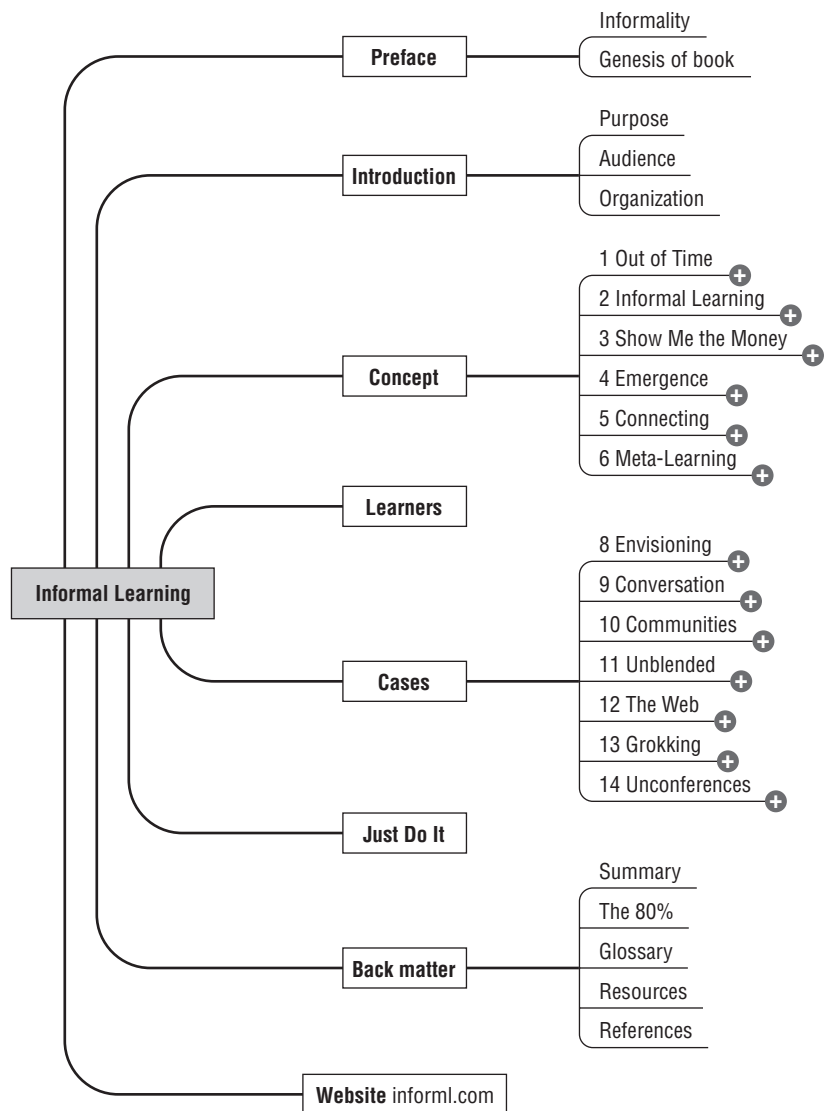 Preface
Informality
Genesis of book
Introduction
Purpose
Audience
Organization
Concept
1 Out of Time
2 Informal Learning
3 Show Me the Money
4 Emergence
5 Connecting
6 Meta-Learning
Learners
Informal Learning
Cases
8 Envisioning
9 Conversation
10 Communities
11 Unblended
12 The Web
13 Grokking
14 Unconferences
Just Do It
Back matter
Summary
The 80%
Glossary
Resources
References
Website informl.com